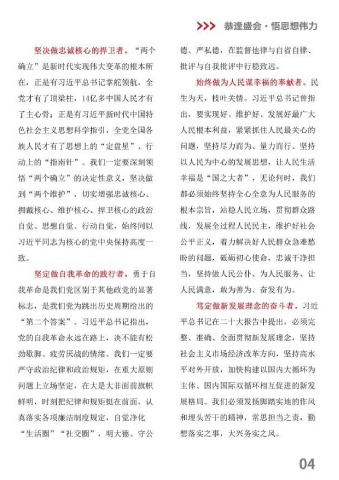 恭逢盛会·悟思想伟力
坚决做忠诚核心的捍卫者。“两个
确立”是新时代实现伟大变革的根本所
在，正是有习近平总书记掌舵领航，全
党才有了顶梁柱，14亿多中国人民才有
了主心骨；正是有习近平新时代中国特
色社会主义思想科学指引，全党全国各
族人民才有了思想上的“定盘星”、行
动上的“指南针”。我们一定要深刻领
悟“两个确立”的决定性意义，坚决做
到“两个维护”，切实增强忠诚核心、
拥戴核心、维护核心、捍卫核心的政治
自觉、思想自觉、行动自觉，始终同以
习近平同志为核心的党中央保持高度一
致。
坚定做自我革命的践行者。勇于自
我革命是我们党区别于其他政党的显著
标志，是我们党为跳出历史周期给出的
“第二个答案”。习近平总书记指出，
党的自我革命永远在路上，决不能有松
劲歇脚、疲劳厌战的情绪。我们一定要
严守政治纪律和政治规矩，在重大原则
问题上立场坚定，在大是大非面前旗帜
鲜明，时刻把纪律和规矩挺在前面，认
真落实各项廉洁制度规定，自觉净化
“生活圈”“社交圈”，明大德、守公
德、严私德，在监督他律与自省自律、
批评与自我批评中行稳致远。
始终做为人民谋幸福的奉献者。民
生为天，枝叶关情。习近平总书记曾指
出，要实现好、维护好、发展好最广大
人民根本利益，紧紧抓住人民最关心的
问题，坚持尽力而为、量力而行。坚持
以人民为中心的发展思想，让人民生活
幸福是“国之大者”，无论何时，我们
都必须始终坚持全心全意为人民服务的
根本宗旨，站稳人民立场，贯彻群众路
线，发展全过程人民民主，维护好社会
公平正义，着力解决好人民群众急难愁
盼的问题，砥砺初心使命，忠诚干净担
当，坚持做人民公仆、为人民服务、让
人民满意，敢为善为、奋发有为。
笃定做新发展理念的奋斗者。习近
平总书记在二十大报告中提出，必须完
整、准确、全面贯彻新发展理念，坚持
社会主义市场经济改革方向，坚持高水
平对外开放，加快构建以国内大循环为
主体、国内国际双循环相互促进的新发
展格局。我们必须发扬脚踏实地的作风
和埋头苦干的精神，常思担当之责，勤
想落实之事，大兴务实之风。
04